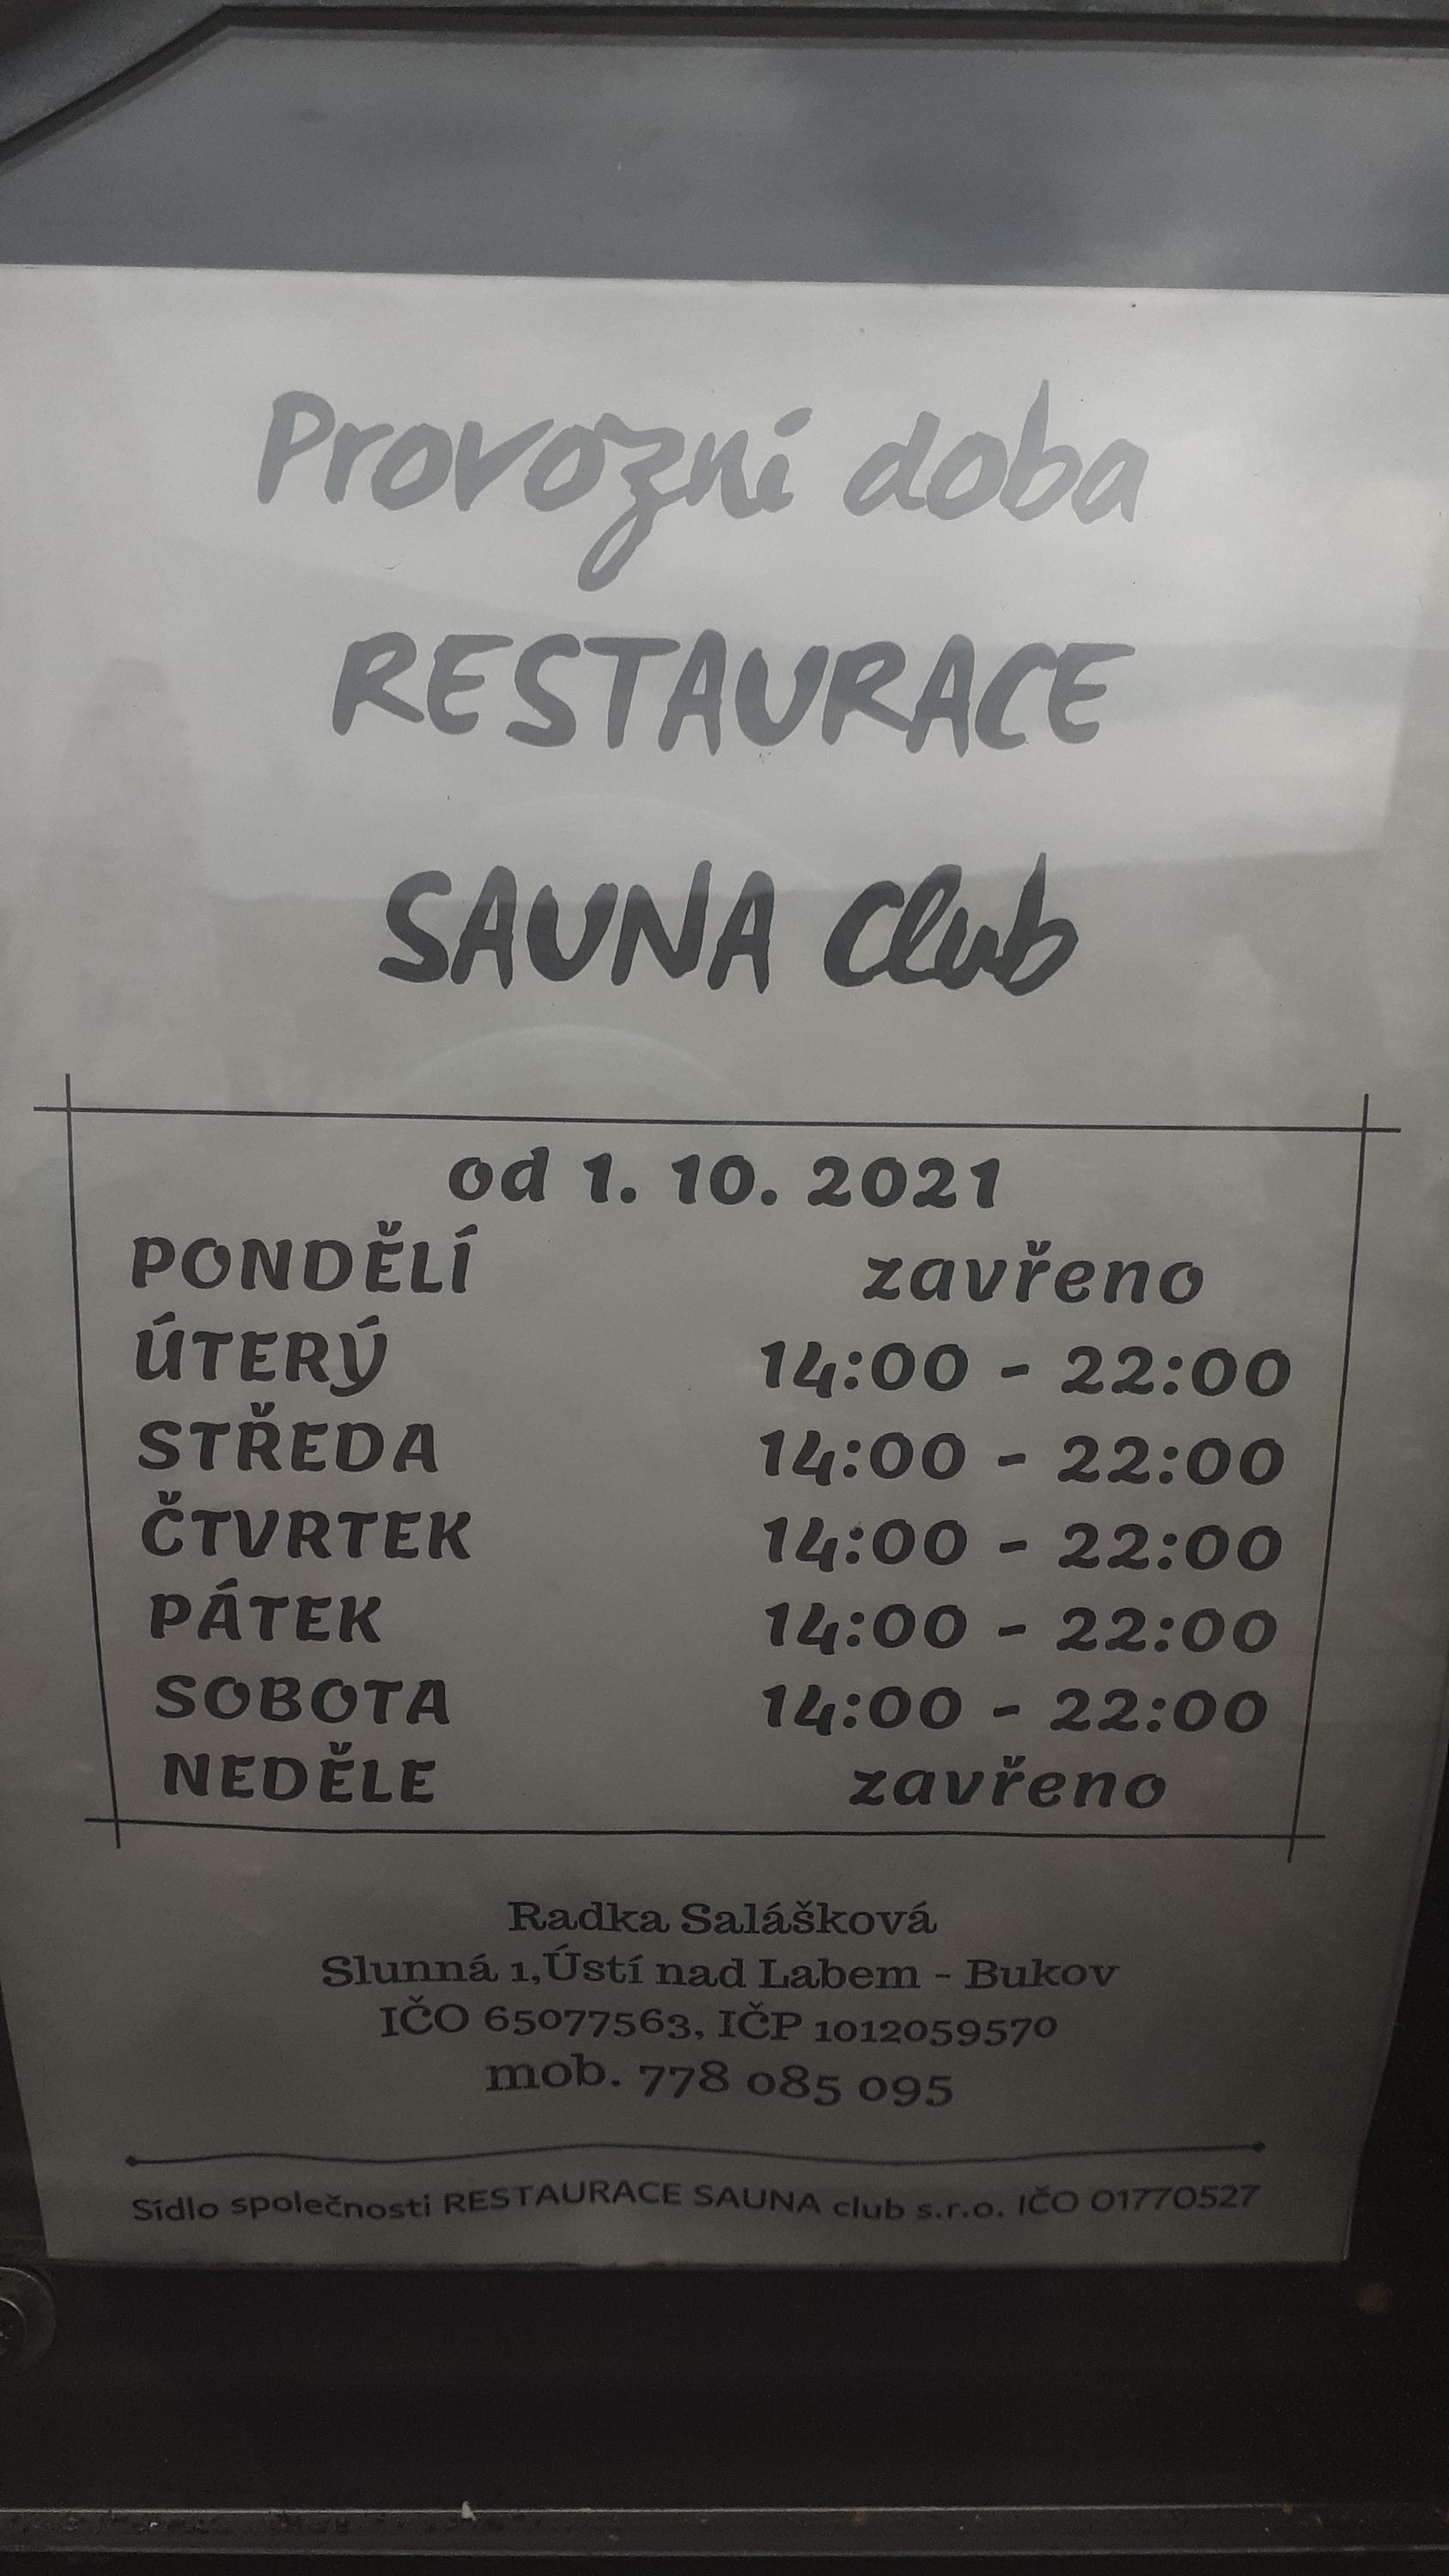 Provozní doba
RESTAURACE
SAUNA Club
od 1. 10. 2021
PONDĚLÍ zavřeno
ÚTERÝ 14:00 - 22:00
STŘEDA 14:00 - 22:00
ČTVRTEK 14:00 - 22:00
PÁTEK 14:00 - 22:00
SOBOTA 14:00 - 22:00
NEDĚLE zavřeno
Radka Salášková
Slunná 1,Ústí nad Labem - Bukov
IČO 65077563, IČP 1012059570
mob. 778 085 095
Sídlo společnosti RESTAURACE SAUNA club s.r.o. IČO 01770527